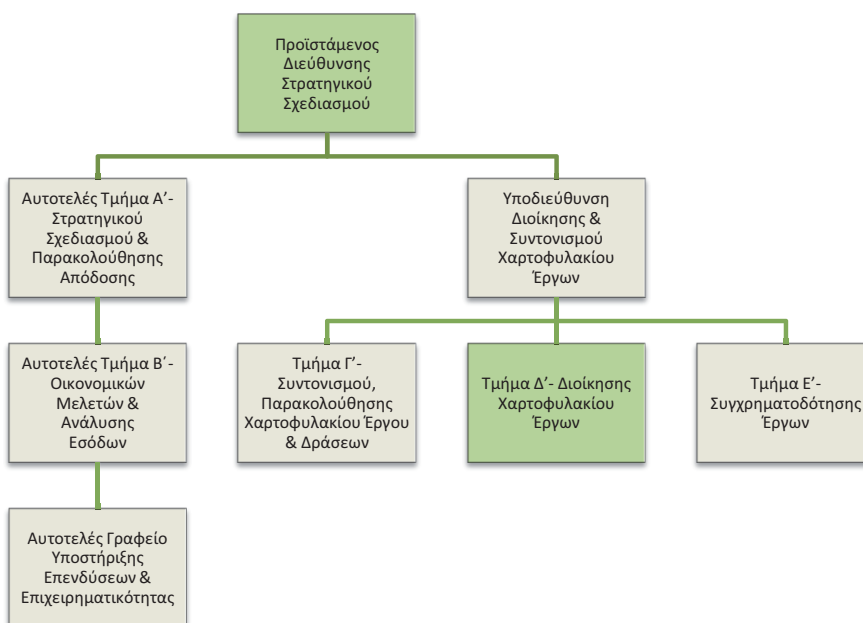 Προϊστάμενος
Διεύθυνσης
Στρατηγικού
Σχεδιασμού
Αυτοτελές Τμήμα Α'-
Στρατηγικού
Σχεδιασμού &
Παρακολούθησης
Απόδοσης
Υποδιεύθυνση
Διοίκησης &
Συντονισμού
Χαρτοφυλακίου
Έργων
Αυτοτελές Τμήμα Β΄-
Οικονομικών
Μελετών &
Ανάλυσης
Εσόδων
Τμήμα Γ'-
Συντονισμού,
Παρακολούθησης
Χαρτοφυλακίου Έργου
& Δράσεων
Τμήμα Δ'- Διοίκησης
Χαρτοφυλακίου
Έργων
Τμήμα Ε'-
Συγχρηματοδότησης
Έργων
Αυτοτελές Γραφείο
Υποστήριξης
Επενδύσεων &
Επιχειρηματικότητας